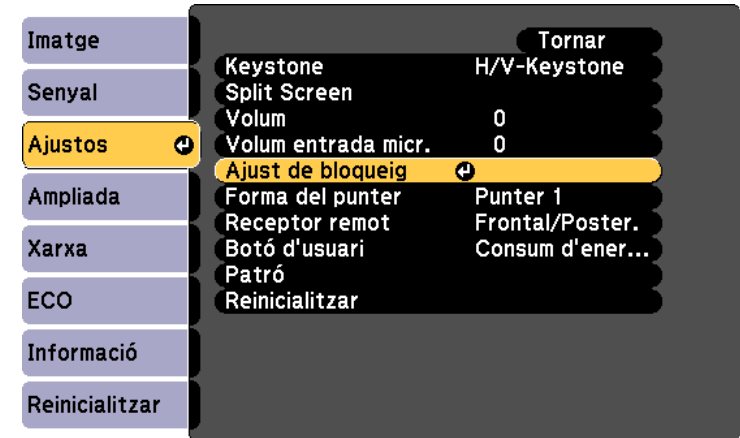 Imatge
Senyal
Ajustos
Ampliada
Xarxa
ECO
Informació
Reinicialitzar
Tornar
Keystone H/V-Keystone
Split Screen
Volum 0
Volum entrada micr. 0
Ajust de bloqueig
Forma del punter Punter 1
Receptor remot Frontal/Poster.
Botó d'usuari Consum d'ener...
Patró
Reinicialitzar